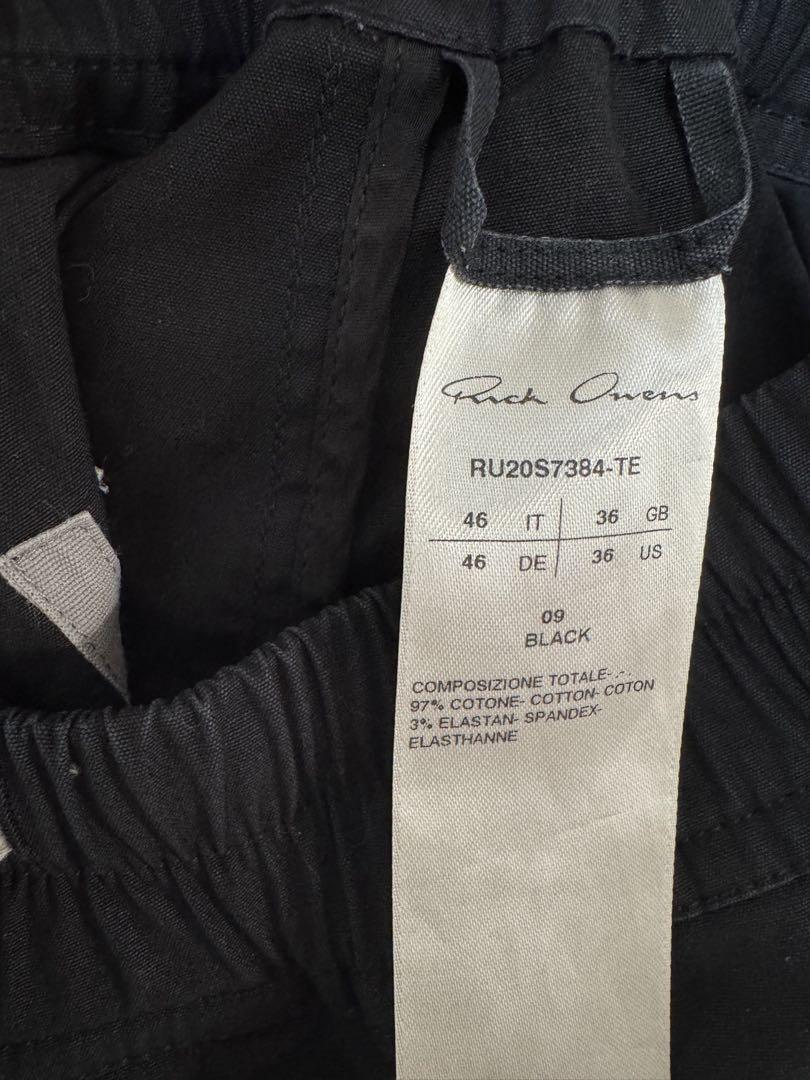 Rick Owens
RU20S7384-TE
46 IT 36 GB
46 DE 36 US
09
BLACK
COMPOSIZIONE TOTALE- .-
97% COTONE- COTTON- COTON
3% ELASTAN- SPANDEX-
ELASTHANNE